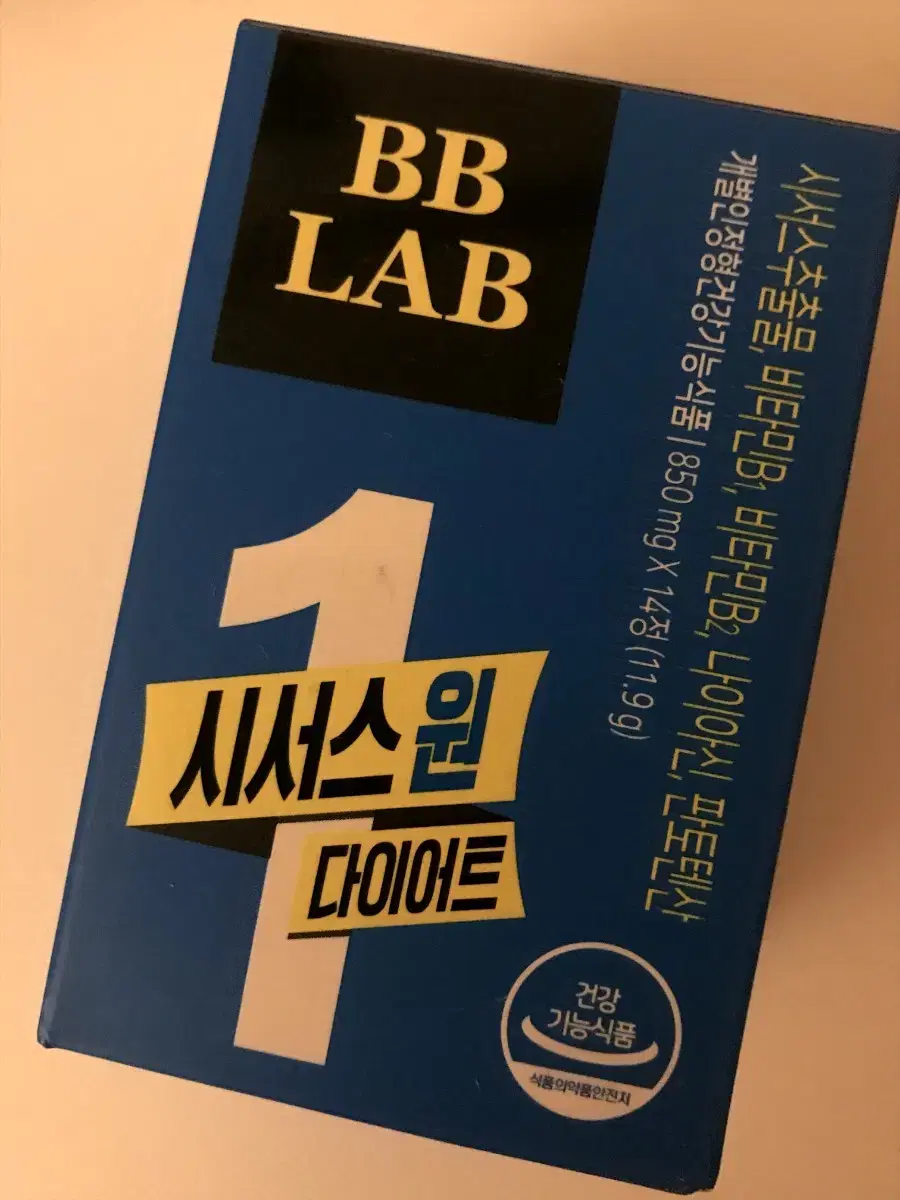 BB
LAB
시서스추출물, 비타민B1, 비타민B2, 나이아신, 판토텐산
개별인정형건강기능식품 | 850 mg X 14정 (11.9 g)
1
시서스원
다이어트
건강
기능식품
식품의약품안전처